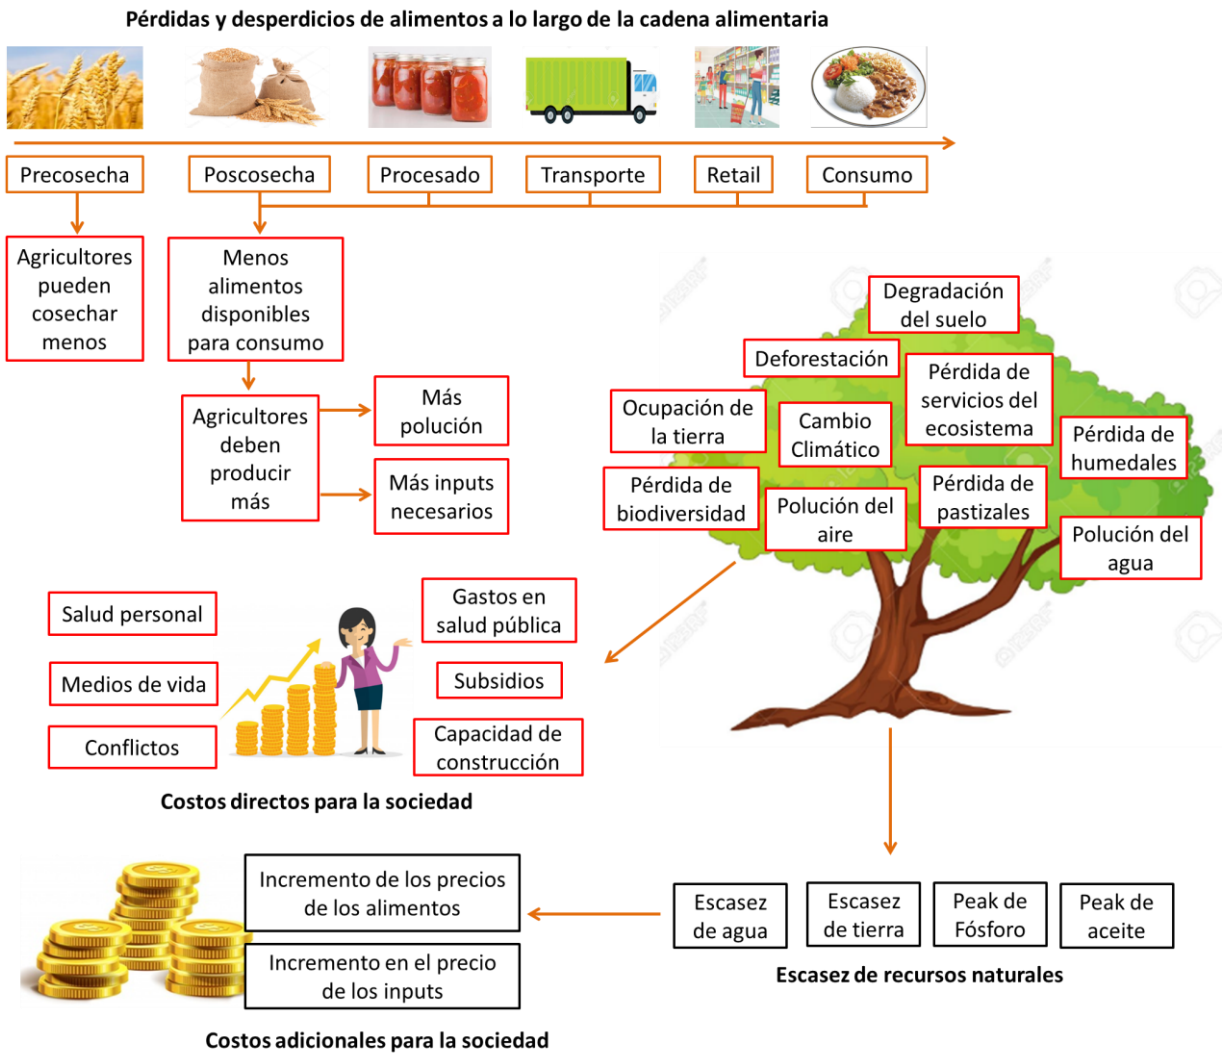 Pérdidas y desperdicios de alimentos a lo largo de la cadena alimentaria
Precosecha
Poscosecha
Procesado
Transporte
Retail
Consumo
Agricultores
pueden
cosechar
menos
Menos
alimentos
disponibles
para consumo
Agricultores
deben
producir
más
Más
polución
Más inputs
necesarios
Degradación
del suelo
Deforestación
Pérdida de
servicios del
ecosistema
Ocupación de
la tierra
Cambio
Climático
Pérdida de
humedales
Pérdida de
biodiversidad
Polución del
aire
Pérdida de
pastizales
Polución del
agua
Salud personal
Medios de vida
Conflictos
Gastos en
salud pública
Subsidios
Capacidad de
construcción
Costos directos para la sociedad
Incremento de los precios
de los alimentos
Incremento en el precio
de los inputs
Costos adicionales para la sociedad
Escasez
de agua
Escasez
de tierra
Peak de
Fósforo
Peak de
aceite
Escasez de recursos naturales